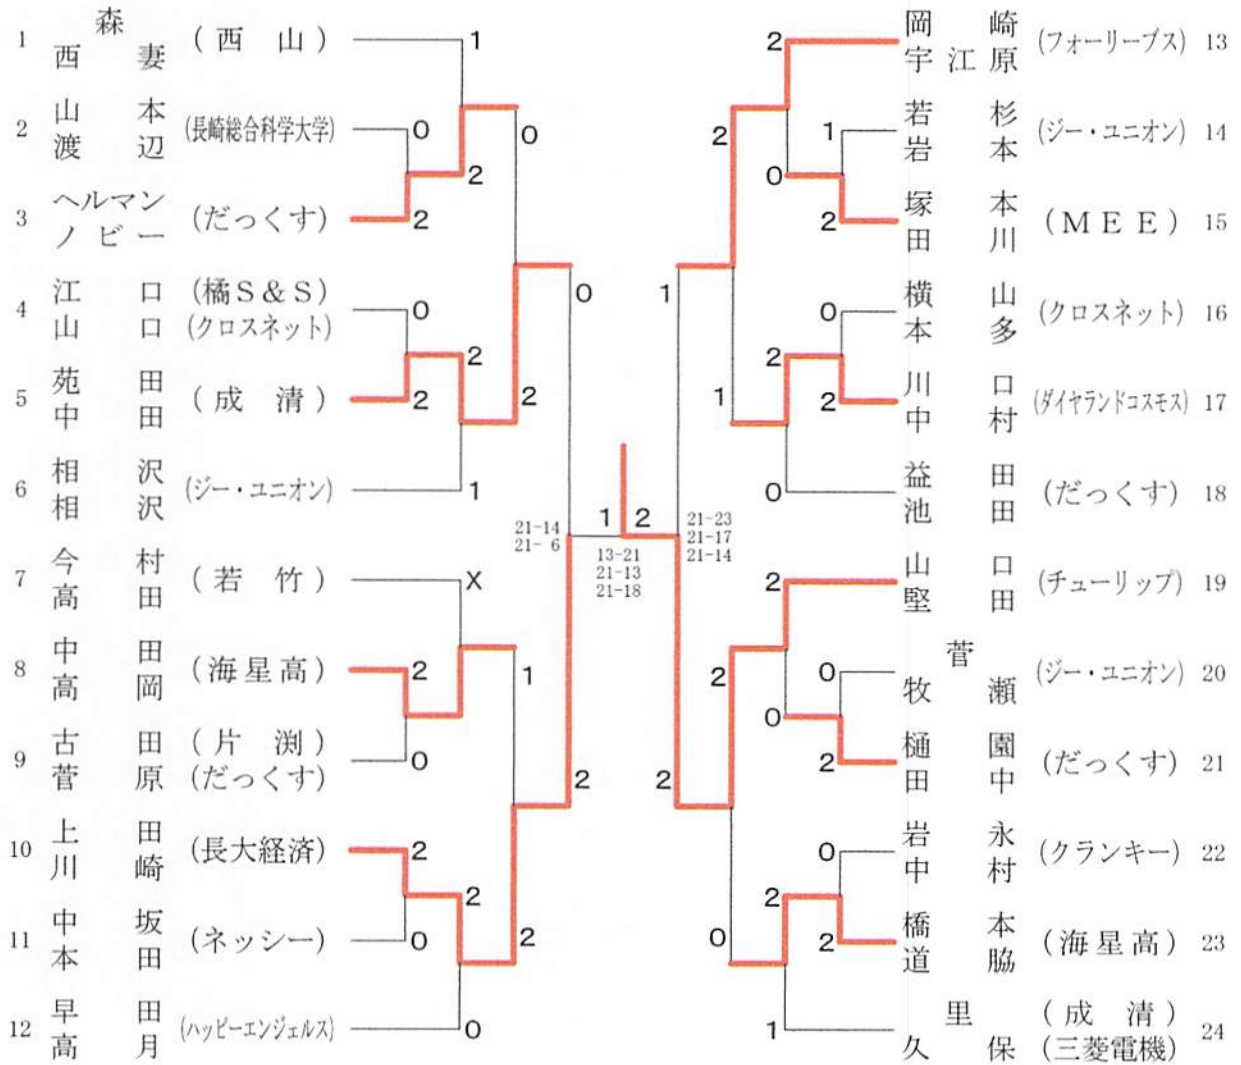 1 森 西妻 (西山) 1
2 山本 渡辺 (長崎総合科学大学) 0
2
3 ヘルマン ノビー (だっくす) 2
0
4 江口 山口 (橘S&S) (クロスネット) 0
2
5 苑田 中田 (成清) 2
2
6 相沢 相沢 (ジー・ユニオン) 1
0
7 今村 高田 (若竹) X
8 中田 高岡 (海星高) 2
1
9 古田 菅原 (片渕) (だっくす) 0
2
10 上田 川崎 (長大経済) 2
2
11 中坂 本田 (ネッシー) 0
2
12 早田 高月 (ハッピーエンジェルス) 0
21-14
21- 6
1 2
13-21
21-13
21-18
21-23
21-17
21-14
2 岡崎 宇江原 (フォーリーブス) 13
2
1 若杉 岩本 (ジー・ユニオン) 14
0
2 塚本 田川 (MEE) 15
1
0 横山 本多 (クロスネット) 16
2
2 川口 中村 (ダイヤランドコスモス) 17
1
0 益田 池田 (だっくす) 18
2 山口 堅田 (チューリップ) 19
2
0 菅 牧瀬 (ジー・ユニオン) 20
0
2 樋園 田中 (だっくす) 21
2
0 岩永 中村 (クランキー) 22
2
2 橋本 道脇 (海星高) 23
0
1 里 久保 (成清) (三菱電機) 24